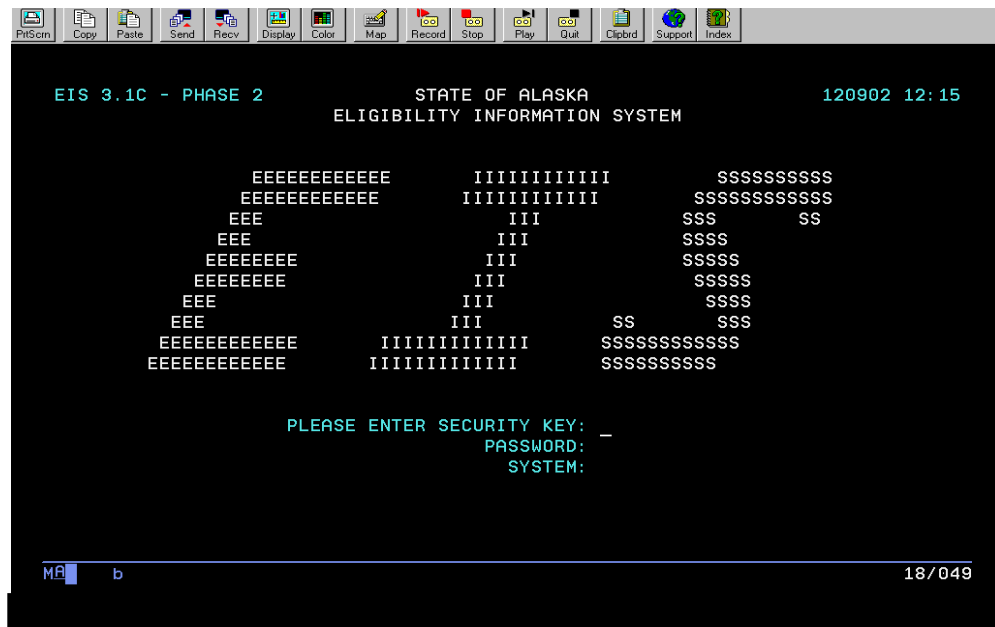 PrtScrn Copy Paste Send Recv Display Color Map Record Stop Play Quit Clipbrd Support Index
EIS 3.1C - PHASE 2 STATE OF ALASKA 120902 12:15
ELIGIBILITY INFORMATION SYSTEM
EEEEEEEEEEEE IIIIIIIIIIII SSSSSSSSSS
EEEEEEEEEEEE IIIIIIIIIIII SSSSSSSSSSSS
EEE III SSS SS
EEE III SSSS
EEEEEEEE III SSSSS
EEEEEEEE III SSSSS
EEE III SSSS
EEE III SS SSS
EEEEEEEEEEEE IIIIIIIIIIIII SSSSSSSSSSSS
EEEEEEEEEEEE IIIIIIIIIIIII SSSSSSSSSS
PLEASE ENTER SECURITY KEY: _
PASSWORD:
SYSTEM:
MA b 18/049